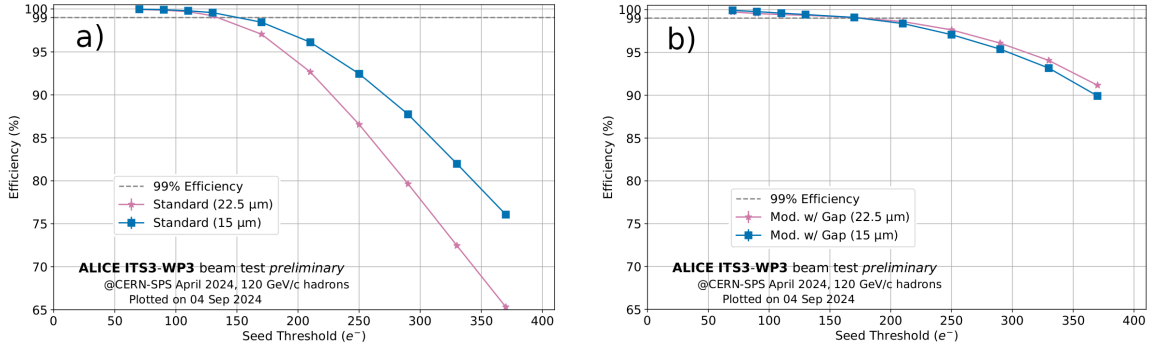 a)
100
99
95
90
85
80
75
70
65
Efficiency (%)
99% Efficiency
Standard (22.5 μm)
Standard (15 μm)
ALICE ITS3-WP3 beam test preliminary
@CERN-SPS April 2024, 120 GeV/c hadrons
Plotted on 04 Sep 2024
0 50 100 150 200 250 300 350 400
Seed Threshold (e⁻)
b)
100
99
95
90
85
80
75
70
65
Efficiency (%)
99% Efficiency
Mod. w/ Gap (22.5 μm)
Mod. w/ Gap (15 μm)
ALICE ITS3-WP3 beam test preliminary
@CERN-SPS April 2024, 120 GeV/c hadrons
Plotted on 04 Sep 2024
0 50 100 150 200 250 300 350 400
Seed Threshold (e⁻)